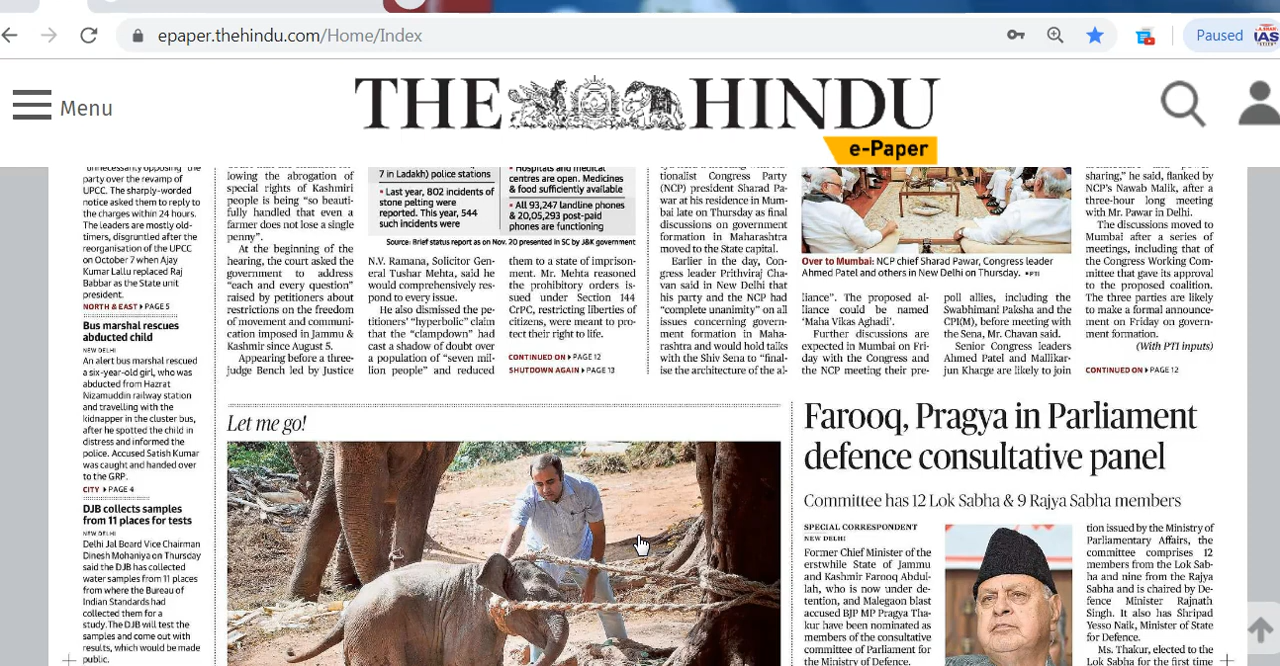 epaper.thehindu.com/Home/Index
Paused
IAS
Menu
THE HINDU
e-Paper
unnecessarily opposing the
party over the revamp of
UPCC. The sharply-worded
notice asked them to reply to
the charges within 24 hours.
The leaders are mostly old-
timers, disgruntled after the
reorganisation of the UPCC
on October 7 when Ajay
Kumar Lallu replaced Raj
Babbar as the State unit
president.
NORTH & EAST ▸ PAGE 5
Bus marshal rescues
abducted child
NEW DELHI
An alert bus marshal rescued
a six-year-old girl, who was
abducted from Hazrat
Nizamuddin railway station
and travelling with the
kidnapper in the cluster bus,
after he spotted the child in
distress and informed the
police. Accused Satish Kumar
was caught and handed over
to the GRP.
CITY ▸ PAGE 4
DJB collects samples
from 11 places for tests
NEW DELHI
Delhi Jal Board Vice Chairman
Dinesh Mohaniya on Thursday
said the DJB has collected
water samples from 11 places
from where the Bureau of
Indian Standards had
collected them for a
study. The DJB will test the
samples and come out with
results, which would be made
public.
lowing the abrogation of
special rights of Kashmiri
people is being “so beauti-
fully handled that even a
farmer does not lose a single
penny”.
At the beginning of the
hearing, the court asked the
government to address
“each and every question”
raised by petitioners about
restrictions on the freedom
of movement and communi-
cation imposed in Jammu &
Kashmir since August 5.
Appearing before a three-
judge Bench led by Justice
7 in Ladakh) police stations
▪ Last year, 802 incidents of
stone pelting were
reported. This year, 544
such incidents were
▪ Hospitals and medical
centres are open. Medicines
& food sufficiently available
▪ All 93,247 landline phones
& 20,05,293 post-paid
phones are functioning
Source: Brief status report as on Nov. 20 presented in SC by J&K government
N.V. Ramana, Solicitor Gen-
eral Tushar Mehta, said he
would comprehensively res-
pond to every issue.
He also dismissed the pe-
titioners’ “hyperbolic” claim
that the “clampdown” had
cast a shadow of doubt over
a population of “seven mil-
lion people” and reduced
them to a state of imprison-
ment. Mr. Mehta reasoned
the prohibitory orders is-
sued under Section 144
CrPC, restricting liberties of
citizens, were meant to pro-
tect their right to life.
CONTINUED ON ▸ PAGE 12
SHUTDOWN AGAIN ▸ PAGE 13
tionalist Congress Party
(NCP) president Sharad Pa-
war at his residence in Mum-
bai late on Thursday as final
discussions on government
formation in Maharashtra
moved to the State capital.
Earlier in the day, Con-
gress leader Prithviraj Cha-
van said in New Delhi that
his party and the NCP had
“complete unanimity” on all
issues concerning govern-
ment formation in Maha-
rashtra and would hold talks
with the Shiv Sena to “final-
ise the architecture of the al-
Over to Mumbai: NCP chief Sharad Pawar, Congress leader
Ahmed Patel and others in New Delhi on Thursday. ▪PTI
liance”. The proposed al-
liance could be named
‘Maha Vikas Aghadi’.
Further discussions are
expected in Mumbai on Fri-
day with the Congress and
the NCP meeting their pre-
poll allies, including the
Swabhimani Paksha and the
CPI(M), before meeting with
the Sena, Mr. Chavan said.
Senior Congress leaders
Ahmed Patel and Mallikar-
jun Kharge are likely to join
sharing,” he said, flanked by
NCP’s Nawab Malik, after a
three-hour long meeting
with Mr. Pawar in Delhi.
The discussions moved to
Mumbai after a series of
meetings, including that of
the Congress Working Com-
mittee that gave its approval
to the proposed coalition.
The three parties are likely
to make a formal announce-
ment on Friday on govern-
ment formation.
(With PTI inputs)
CONTINUED ON ▸ PAGE 12
Let me go!
Farooq, Pragya in Parliament
defence consultative panel
Committee has 12 Lok Sabha & 9 Rajya Sabha members
SPECIAL CORRESPONDENT
NEW DELHI
Former Chief Minister of the
erstwhile State of Jammu
and Kashmir Farooq Abdul-
lah, who is now under de-
tention, and Malegaon blast
accused BJP MP Pragya Tha-
kur have been nominated as
members of the consultative
committee of Parliament for
the Ministry of Defence.
tion issued by the Ministry of
Parliamentary Affairs, the
committee comprises 12
members from the Lok Sab-
ha and nine from the Rajya
Sabha and is chaired by De-
fence Minister Rajnath
Singh. It also has Shripad
Yesso Naik, Minister of State
for Defence.
Ms. Thakur, elected to the
Lok Sabha for the first time